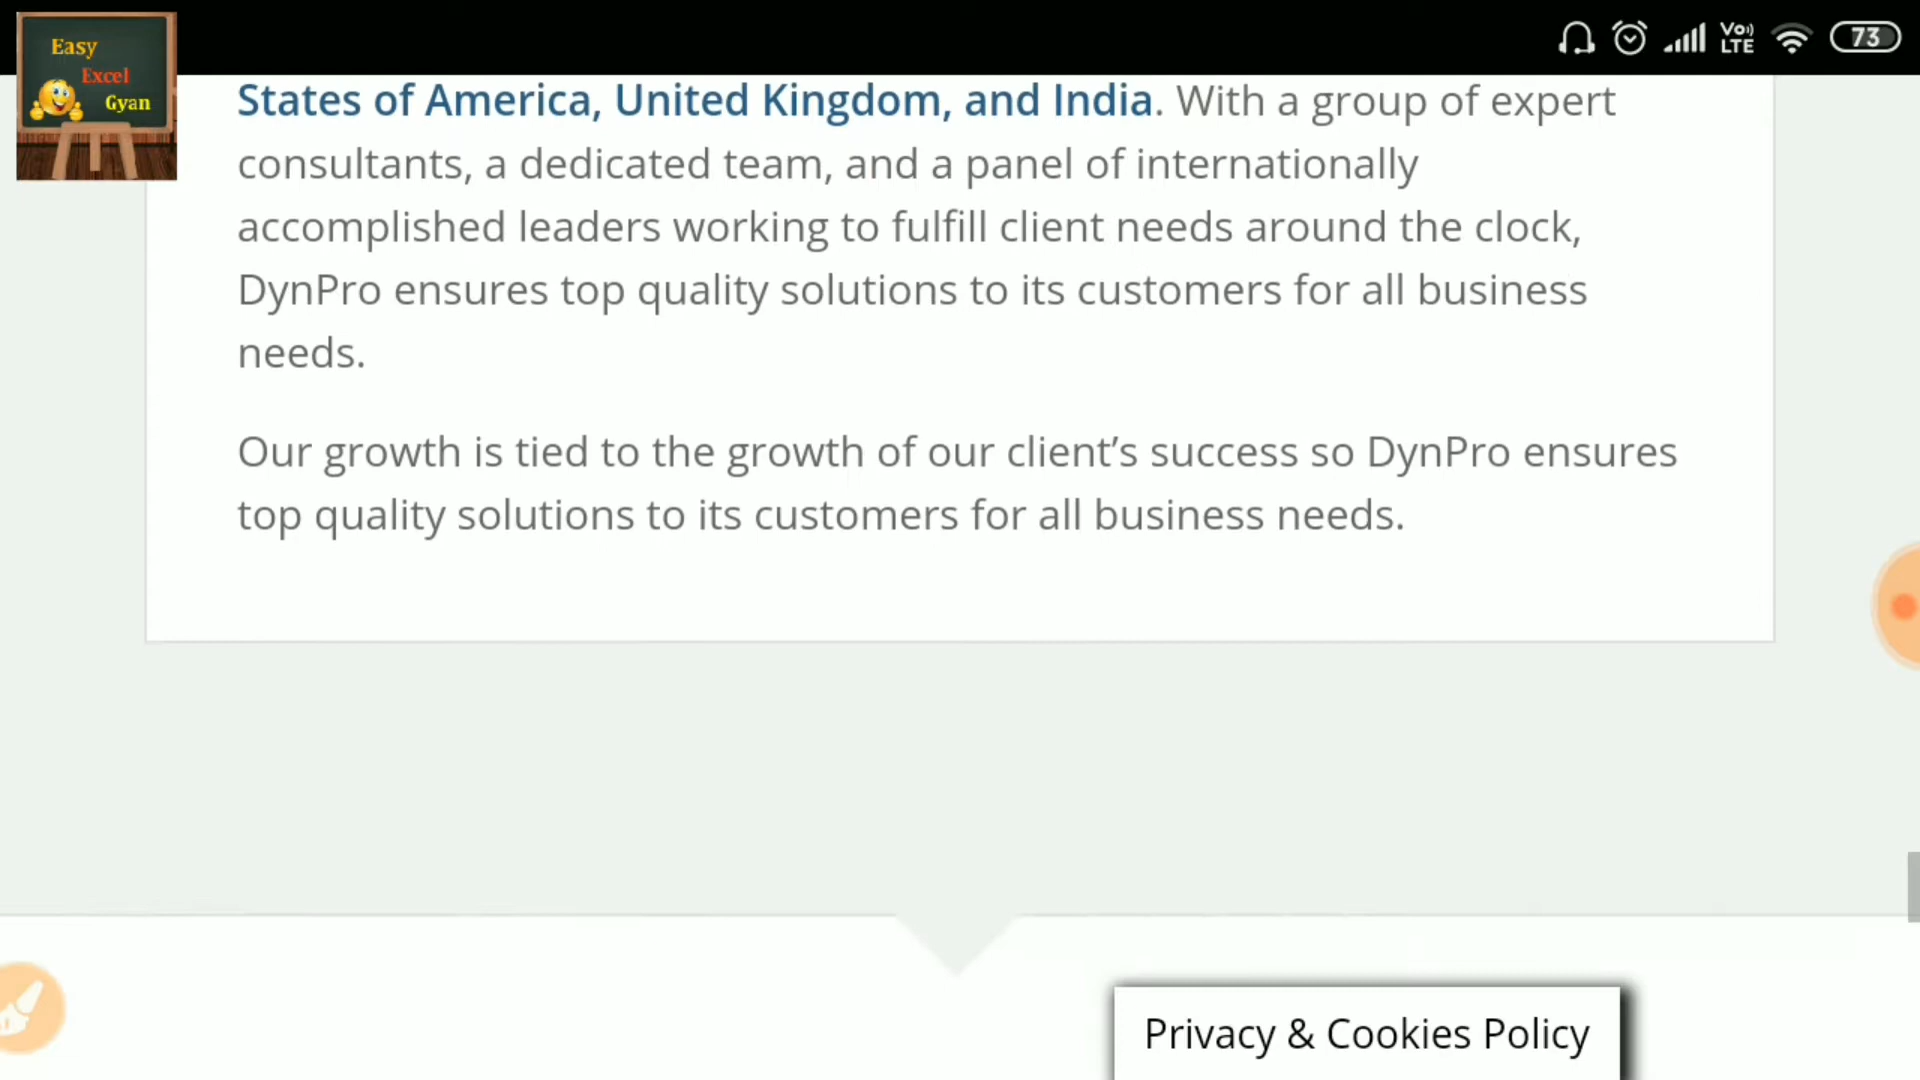 Easy
Excel
Gyan
Vo))
LTE
73
States of America, United Kingdom, and India. With a group of expert
consultants, a dedicated team, and a panel of internationally
accomplished leaders working to fulfill client needs around the clock,
DynPro ensures top quality solutions to its customers for all business
needs.
Our growth is tied to the growth of our client’s success so DynPro ensures
top quality solutions to its customers for all business needs.
Privacy & Cookies Policy